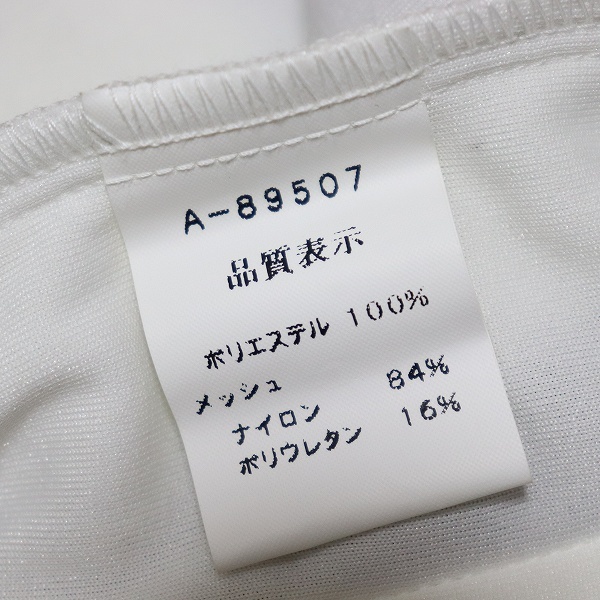 A-89507
品質表示
ポリエステル 100%
メッシュ
ナイロン 84%
ポリウレタン 16%